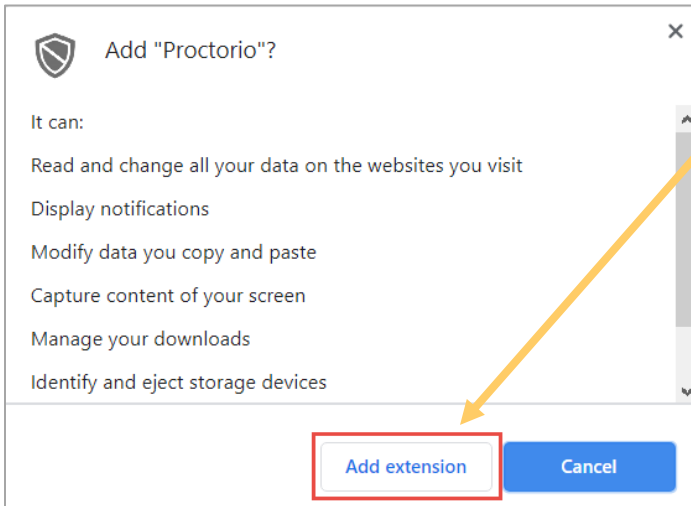 Add "Proctorio"?
It can:
Read and change all your data on the websites you visit
Display notifications
Modify data you copy and paste
Capture content of your screen
Manage your downloads
Identify and eject storage devices
Add extension
Cancel